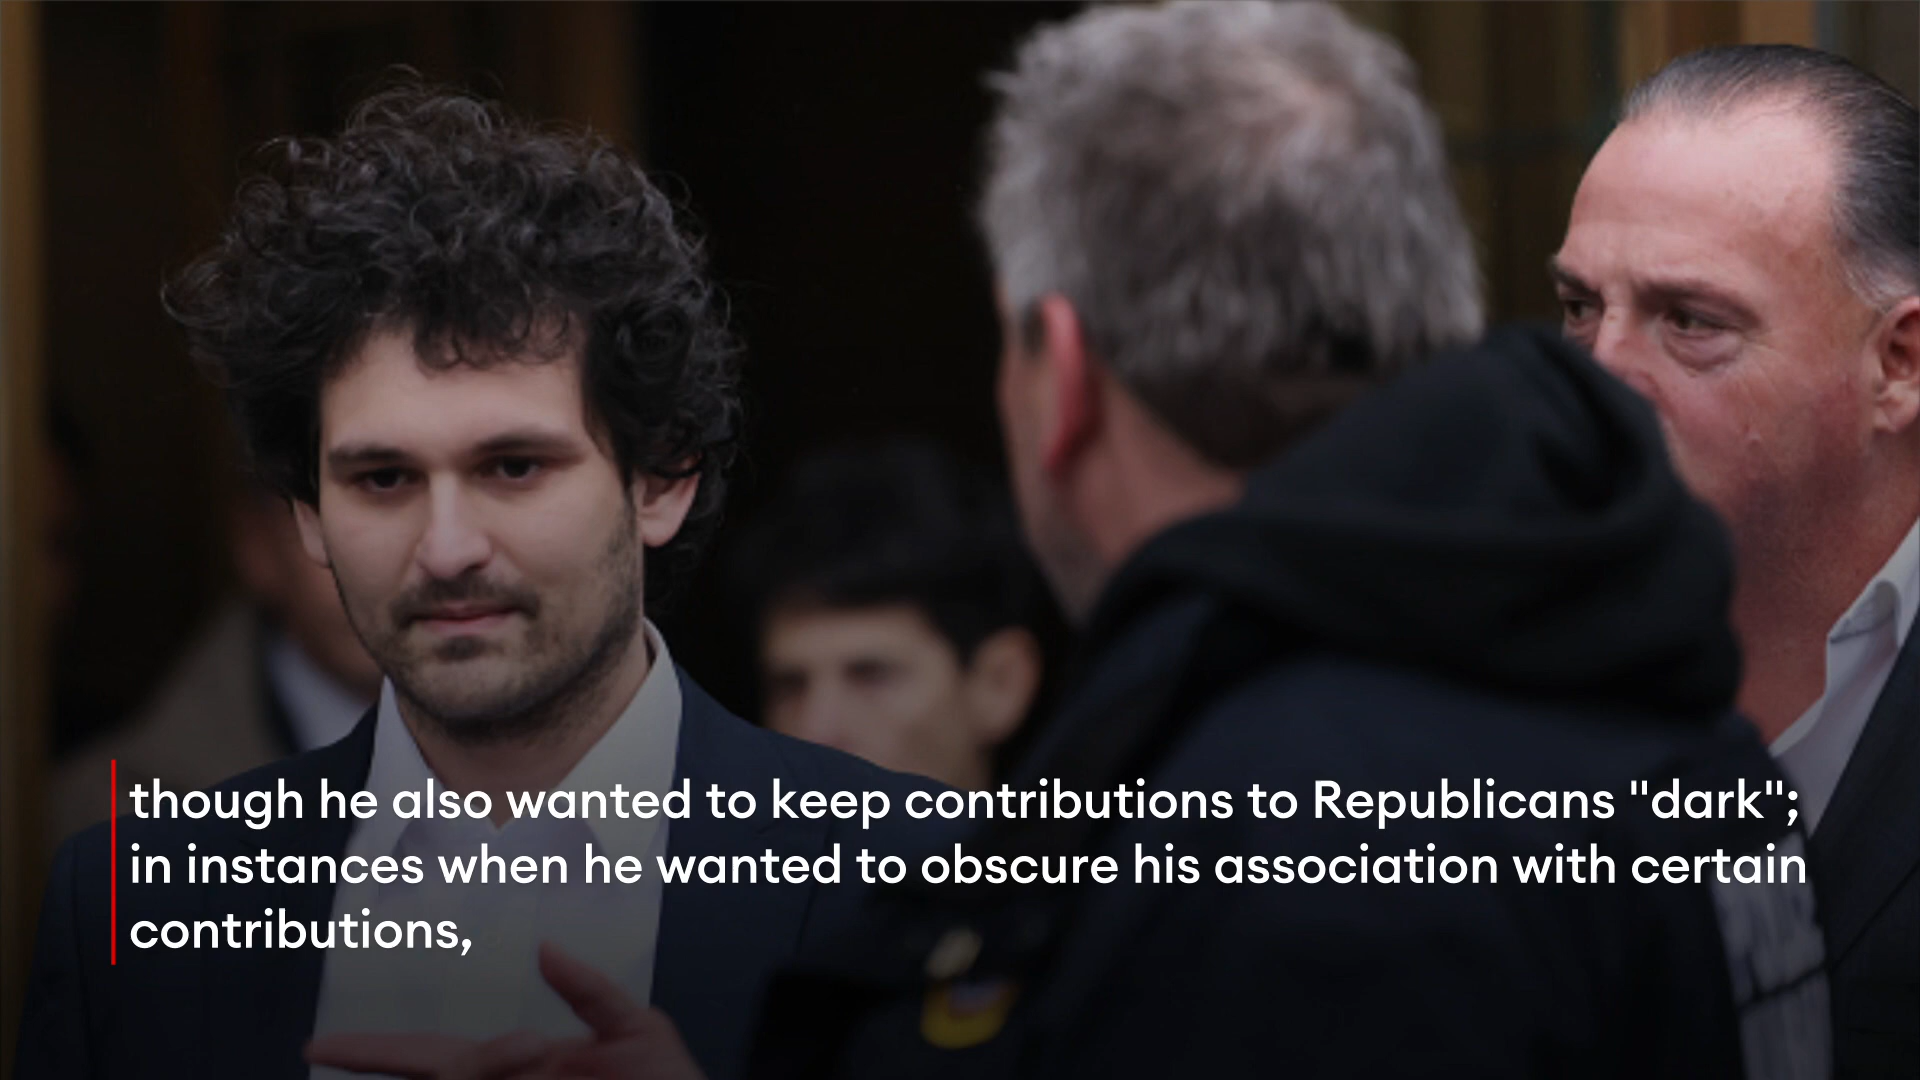 though he also wanted to keep contributions to Republicans "dark";
in instances when he wanted to obscure his association with certain
contributions,